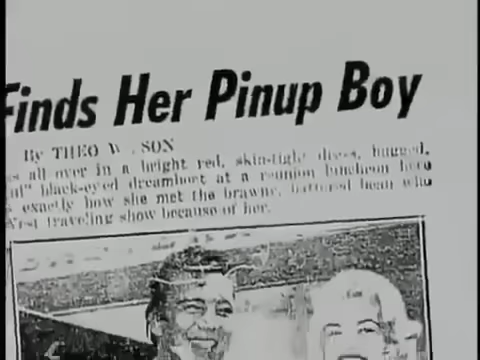 Finds Her Pinup Boy
By THEO W SON
all over in a bright red, skin-tight dress, hugged,
black-eyed dreamboat at a reunion luncheon here
exactly how she met the brawny, battered beau who
traveling show because of her.